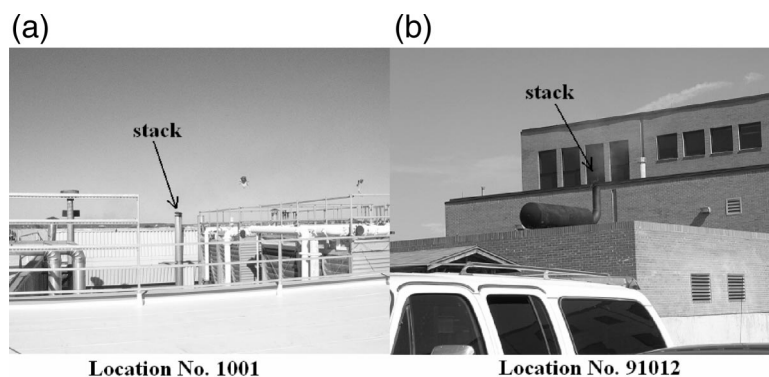 (a)
(b)
stack
stack
Location No. 1001
Location No. 91012